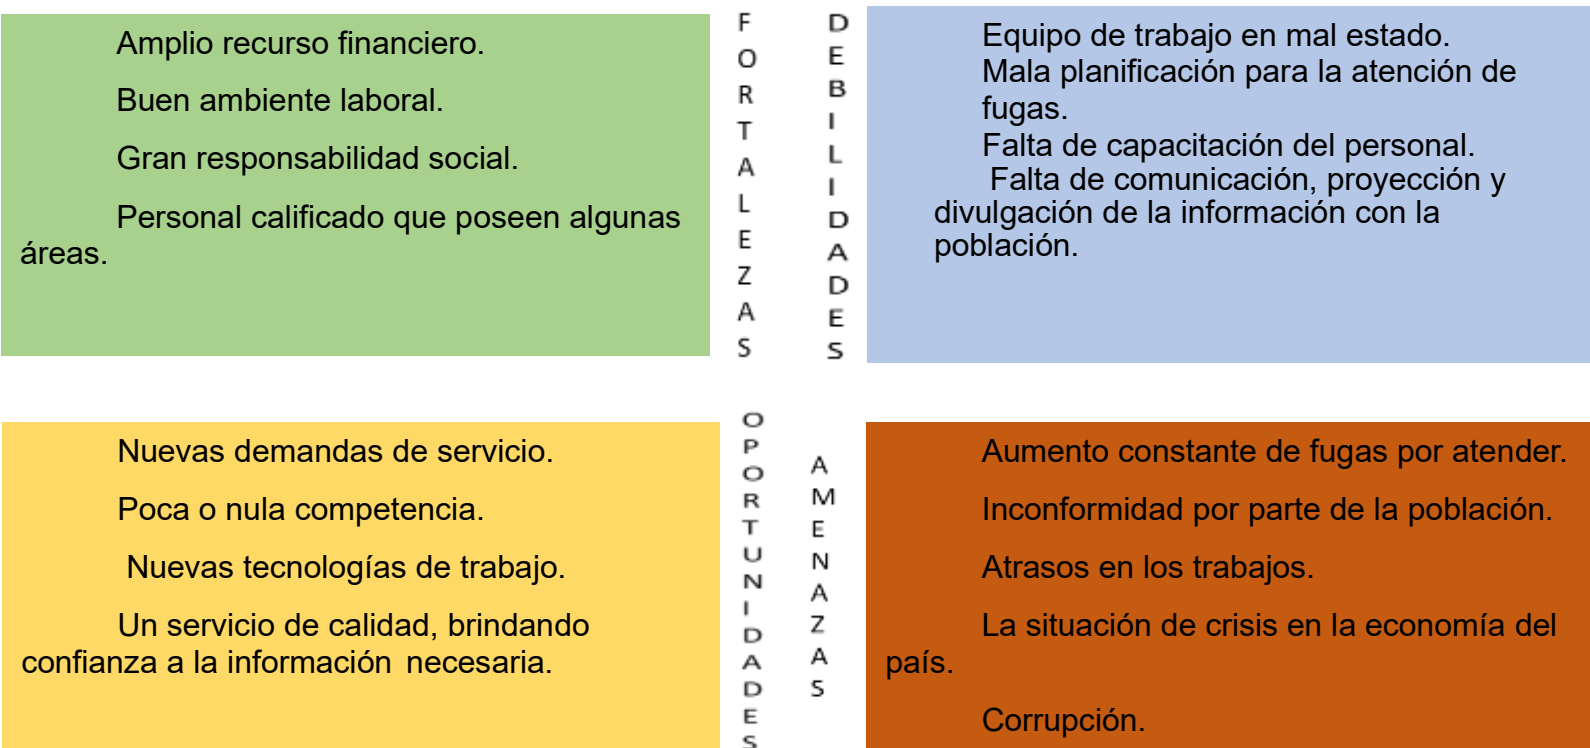 Amplio recurso financiero.
Buen ambiente laboral.
Gran responsabilidad social.
Personal calificado que poseen algunas
áreas.
FORTALEZAS
DEBILIDADES
Equipo de trabajo en mal estado.
Mala planificación para la atención de
fugas.
Falta de capacitación del personal.
Falta de comunicación, proyección y
divulgación de la información con la
población.
Nuevas demandas de servicio.
Poca o nula competencia.
Nuevas tecnologías de trabajo.
Un servicio de calidad, brindando
confianza a la información necesaria.
OPORTUNIDADES
AMENAZAS
Aumento constante de fugas por atender.
Inconformidad por parte de la población.
Atrasos en los trabajos.
La situación de crisis en la economía del
país.
Corrupción.